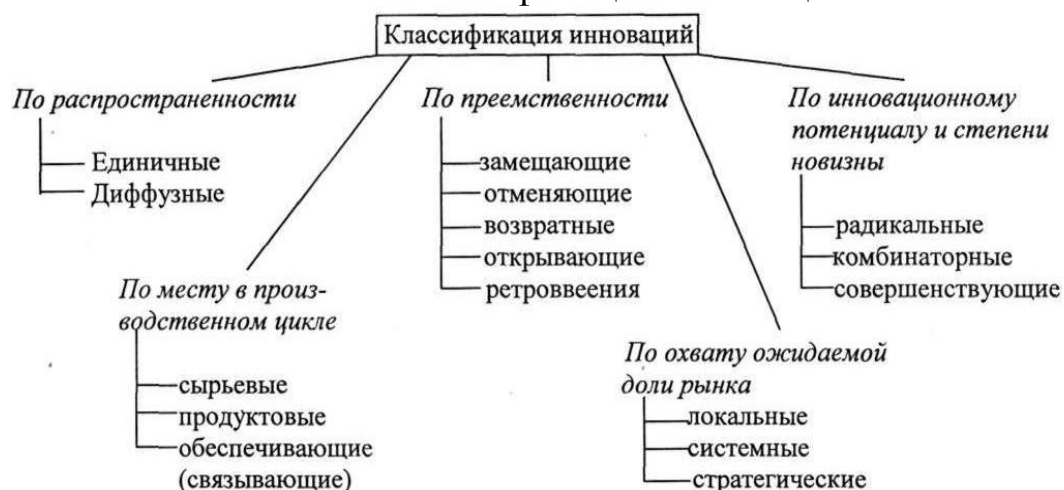 Классификация инноваций
По распространенности
Единичные
Диффузные
По преемственности
замещающие
отменяющие
возвратные
открывающие
ретроввеения
По инновационному
потенциалу и степени
новизны
радикальные
комбинаторные
совершенствующие
По месту в произ-
водственном цикле
сырьевые
продуктовые
обеспечивающие
(связывающие)
По охвату ожидаемой
доли рынка
локальные
системные
стратегические